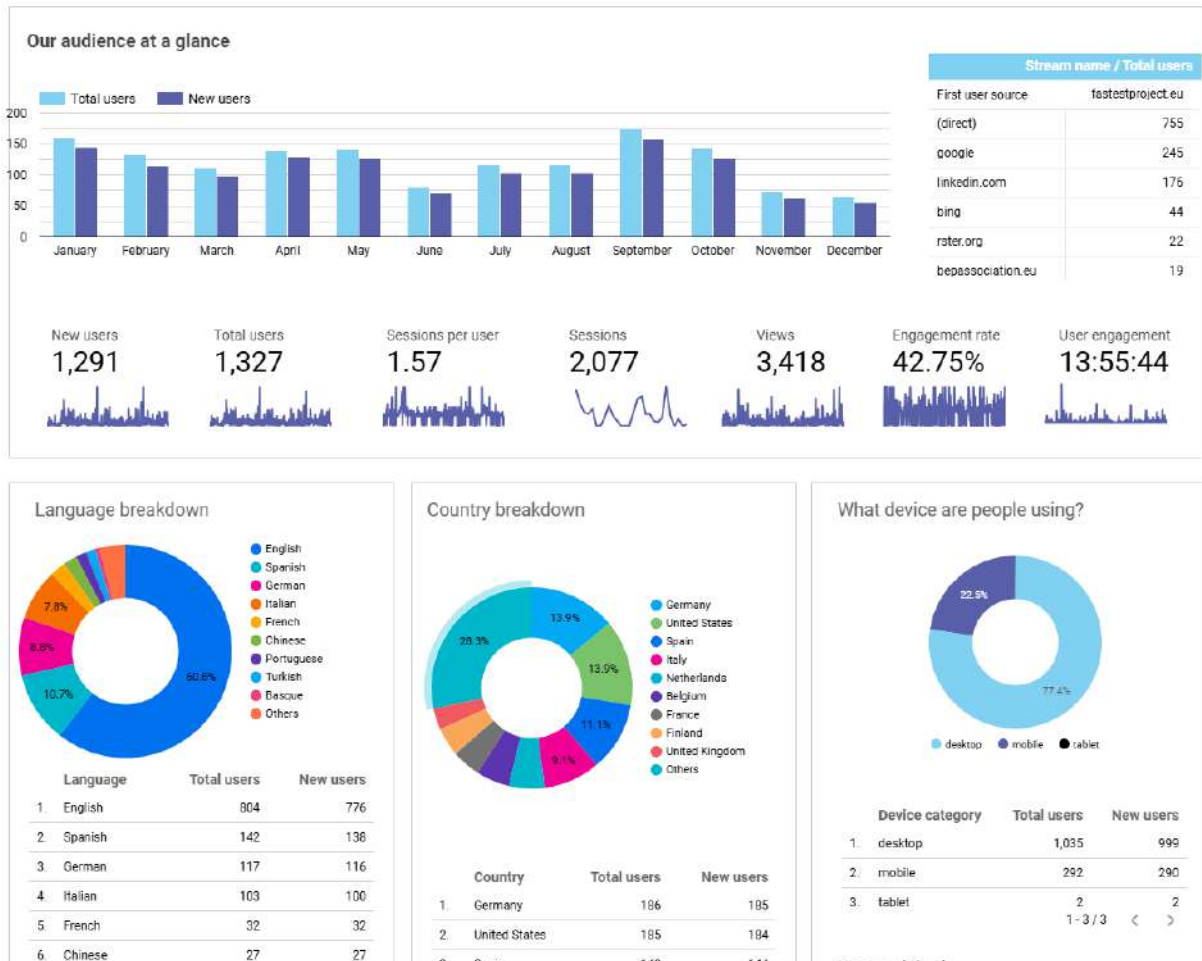 Our audience at a glance
Total users New users
200
150
100
50
0
January February March April May June July August September October November December
Stream name / Total users
First user source fastestproject.eu
(direct) 755
google 245
linkedin.com 176
bing 44
rster.org 22
bepassociation.eu 19
New users Total users Sessions per user Sessions Views Engagement rate User engagement
1,291 1,327 1.57 2,077 3,418 42.75% 13:55:44
Language breakdown
60.6%
10.7%
8.8%
7.8%
English
Spanish
German
Italian
French
Chinese
Portuguese
Turkish
Basque
Others
Language Total users New users
1. English 804 776
2. Spanish 142 138
3. German 117 116
4. Italian 103 100
5. French 32 32
6. Chinese 27 27
Country breakdown
13.9%
13.9%
11.1%
9.1%
28.3%
Germany
United States
Spain
Italy
Netherlands
Belgium
France
Finland
United Kingdom
Others
Country Total users New users
1. Germany 186 185
2. United States 185 184
What device are people using?
22.5%
77.4%
desktop mobile tablet
Device category Total users New users
1. desktop 1,035 999
2. mobile 292 290
3. tablet 2 2
1 - 3 / 3 < >